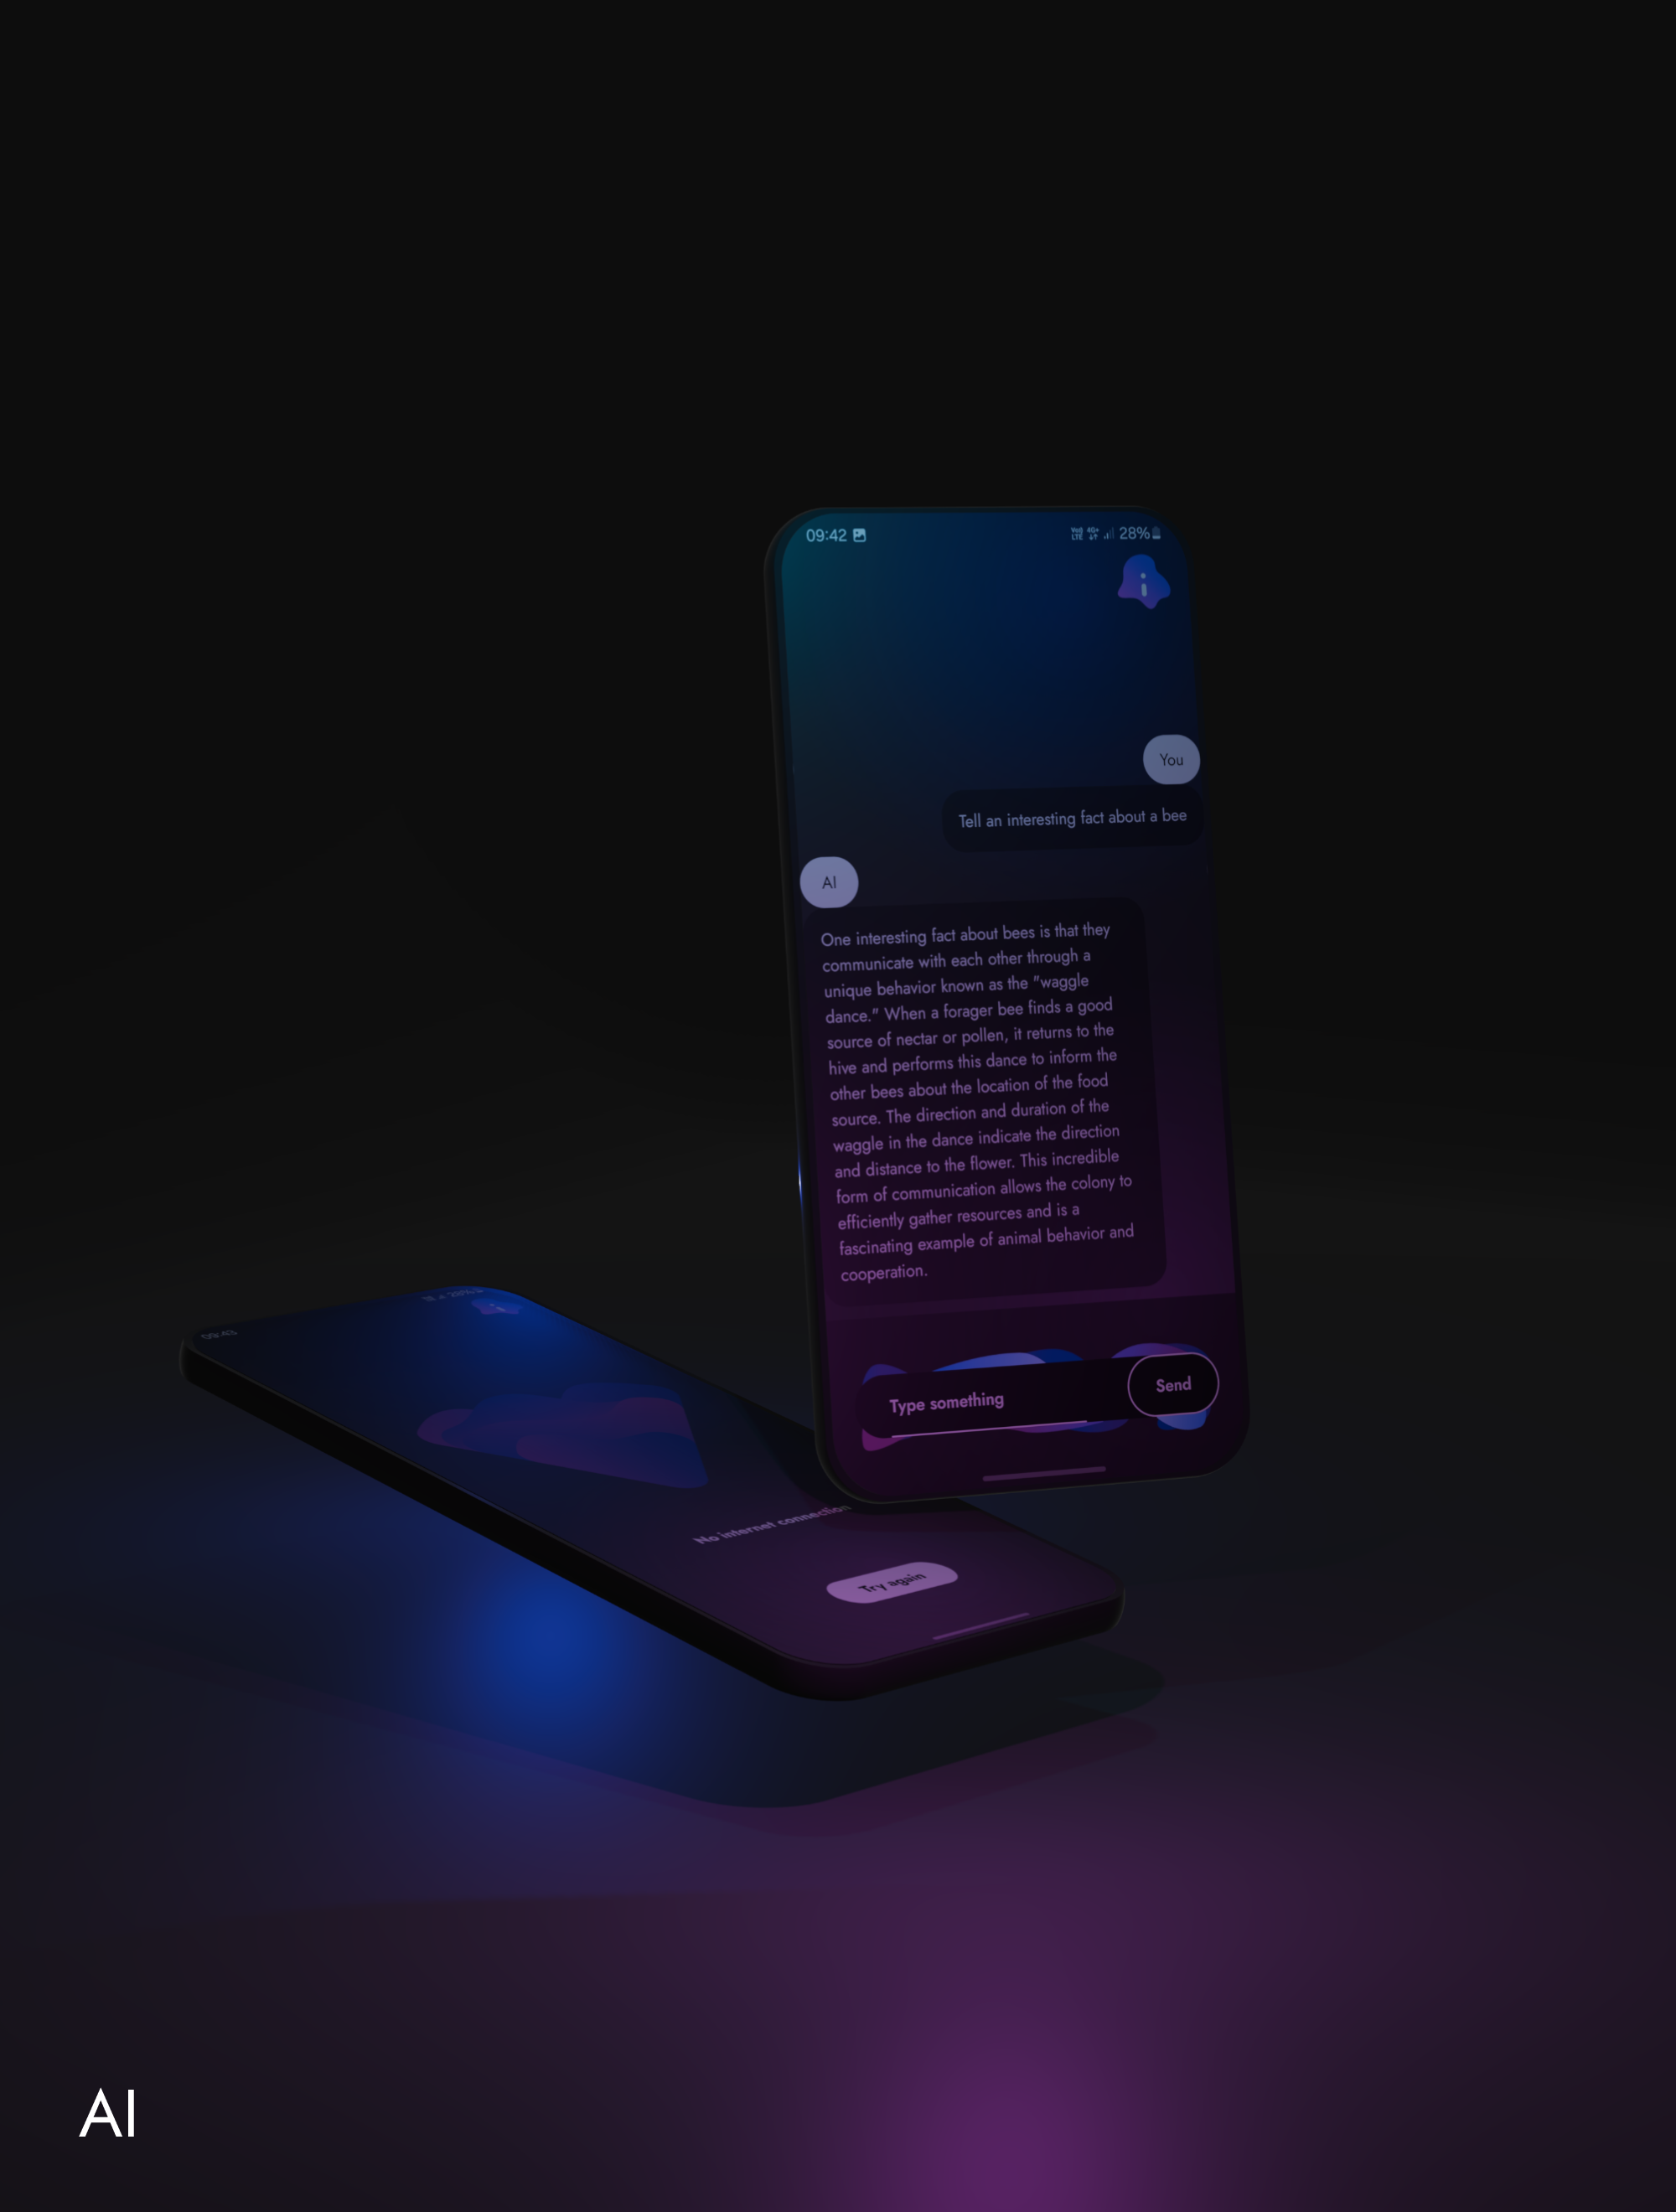 09:42
Vo)) 4G+ 28%
LTE
i
You
Tell an interesting fact about a bee
AI
One interesting fact about bees is that they
communicate with each other through a
unique behavior known as the "waggle
dance." When a forager bee finds a good
source of nectar or pollen, it returns to the
hive and performs this dance to inform the
other bees about the location of the food
source. The direction and duration of the
waggle in the dance indicate the direction
and distance to the flower. This incredible
form of communication allows the colony to
efficiently gather resources and is a
fascinating example of animal behavior and
cooperation.
Type something
Send
09:43
28%
No internet connection
Try again
AI